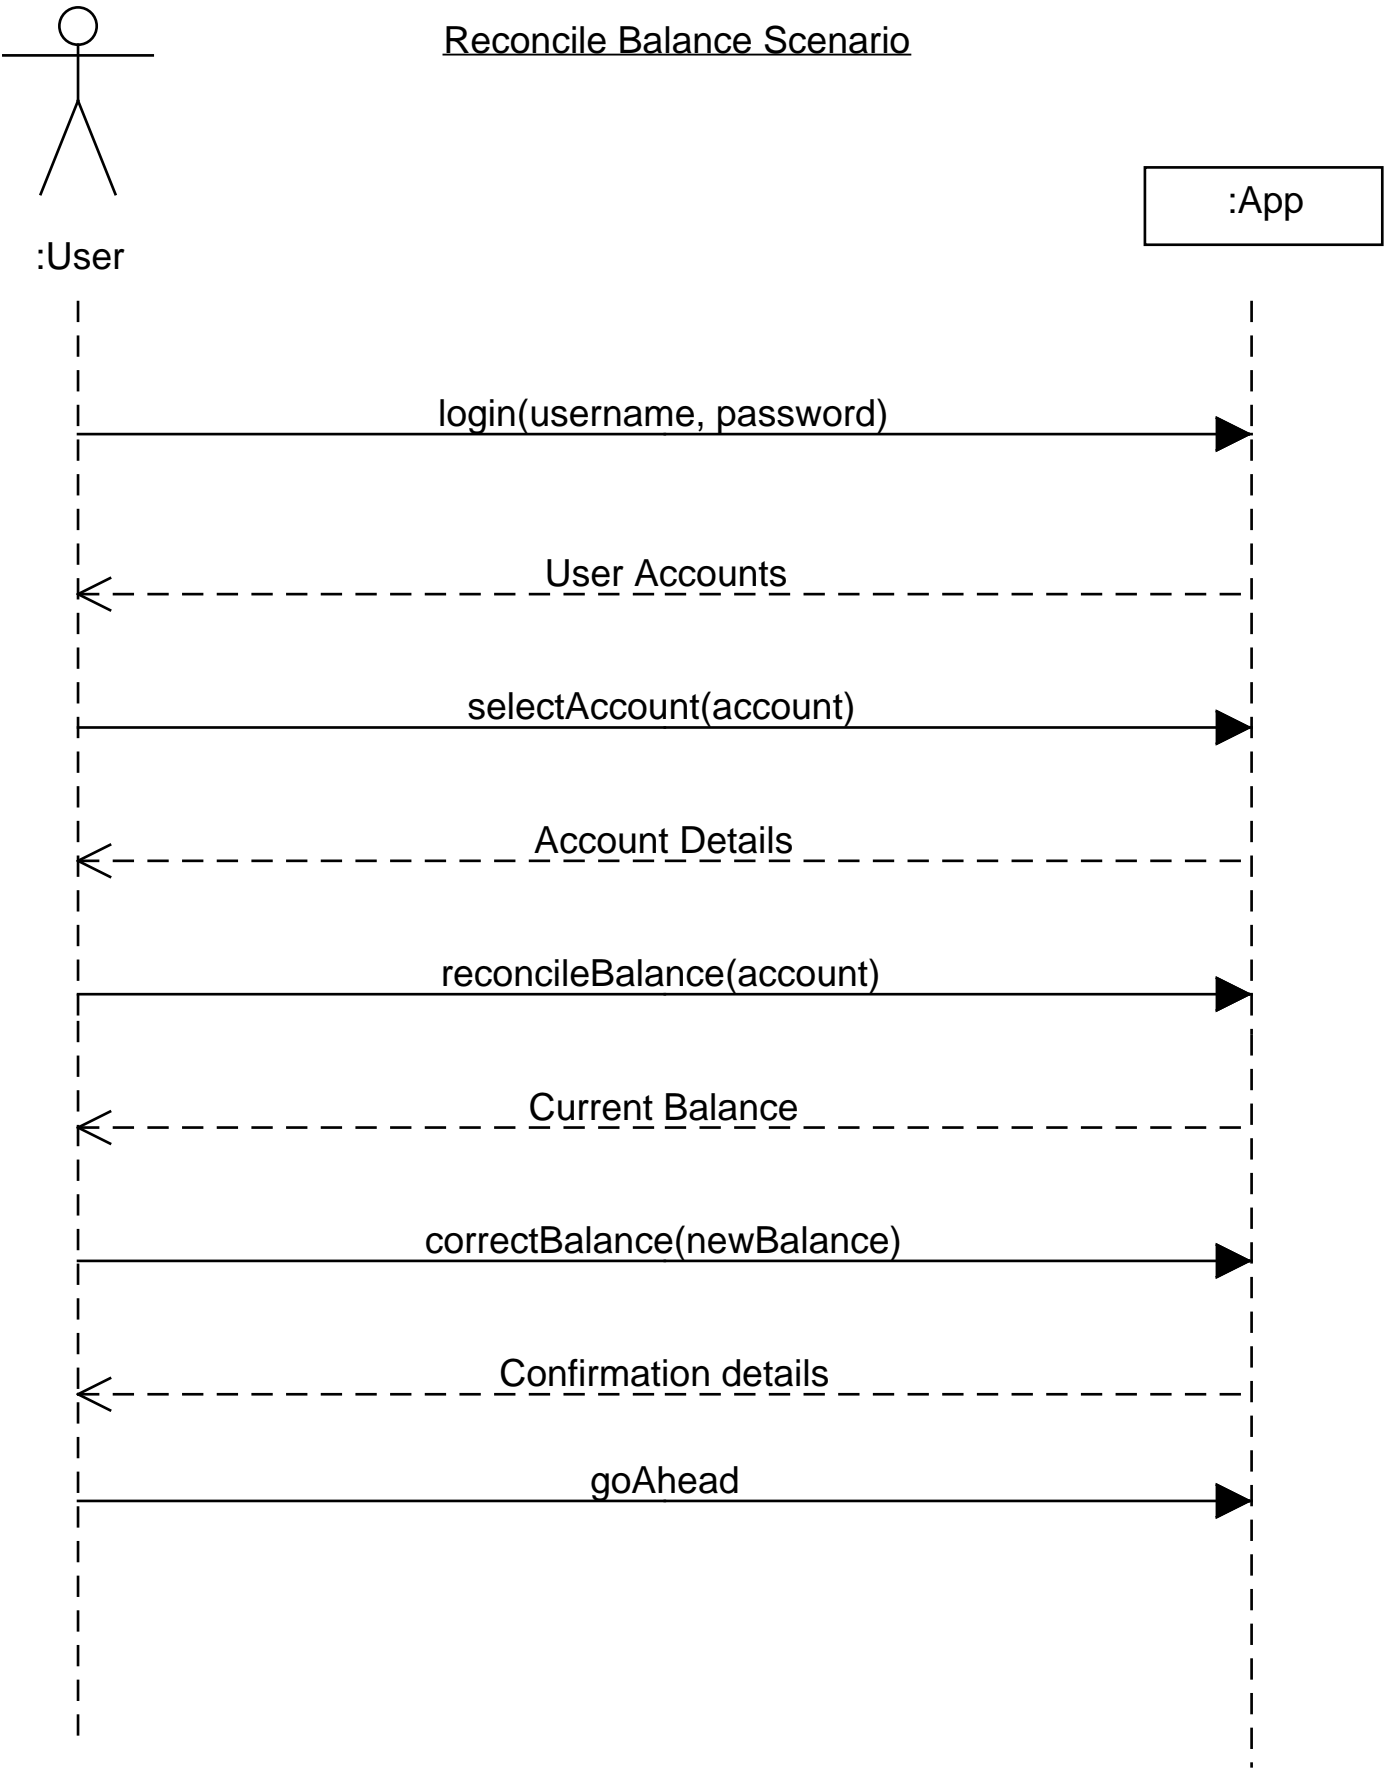 Reconcile Balance Scenario
:App
:User
login(username, password)
User Accounts
selectAccount(account)
Account Details
reconcileBalance(account)
Current Balance
correctBalance(newBalance)
Confirmation details
goAhead